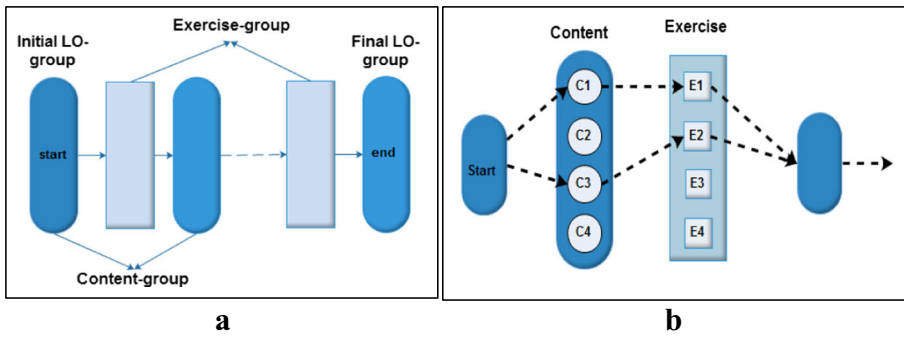 Exercise-group
Initial LO-
group
Final LO-
group
start
end
Content-group
a
Content
Exercise
Start
C1
C2
C3
C4
E1
E2
E3
E4
b